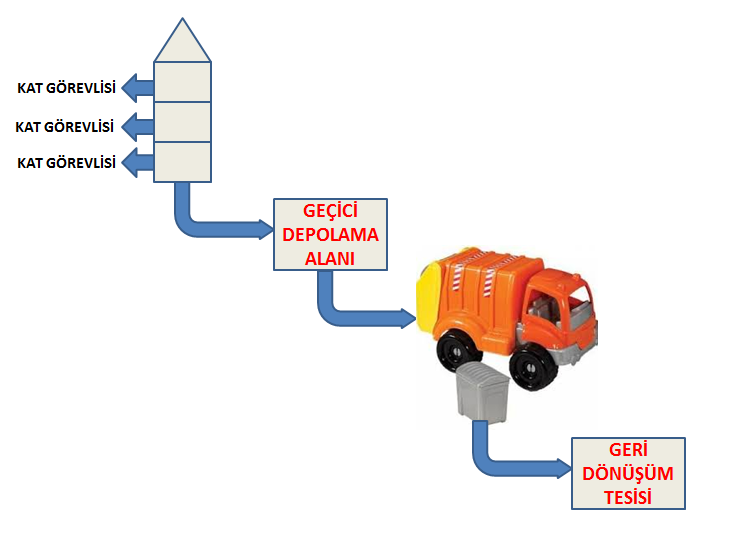 KAT GÖREVLİSİ
KAT GÖREVLİSİ
KAT GÖREVLİSİ
GEÇİCİ
DEPOLAMA
ALANI
GERİ
DÖNÜŞÜM
TESİSİ